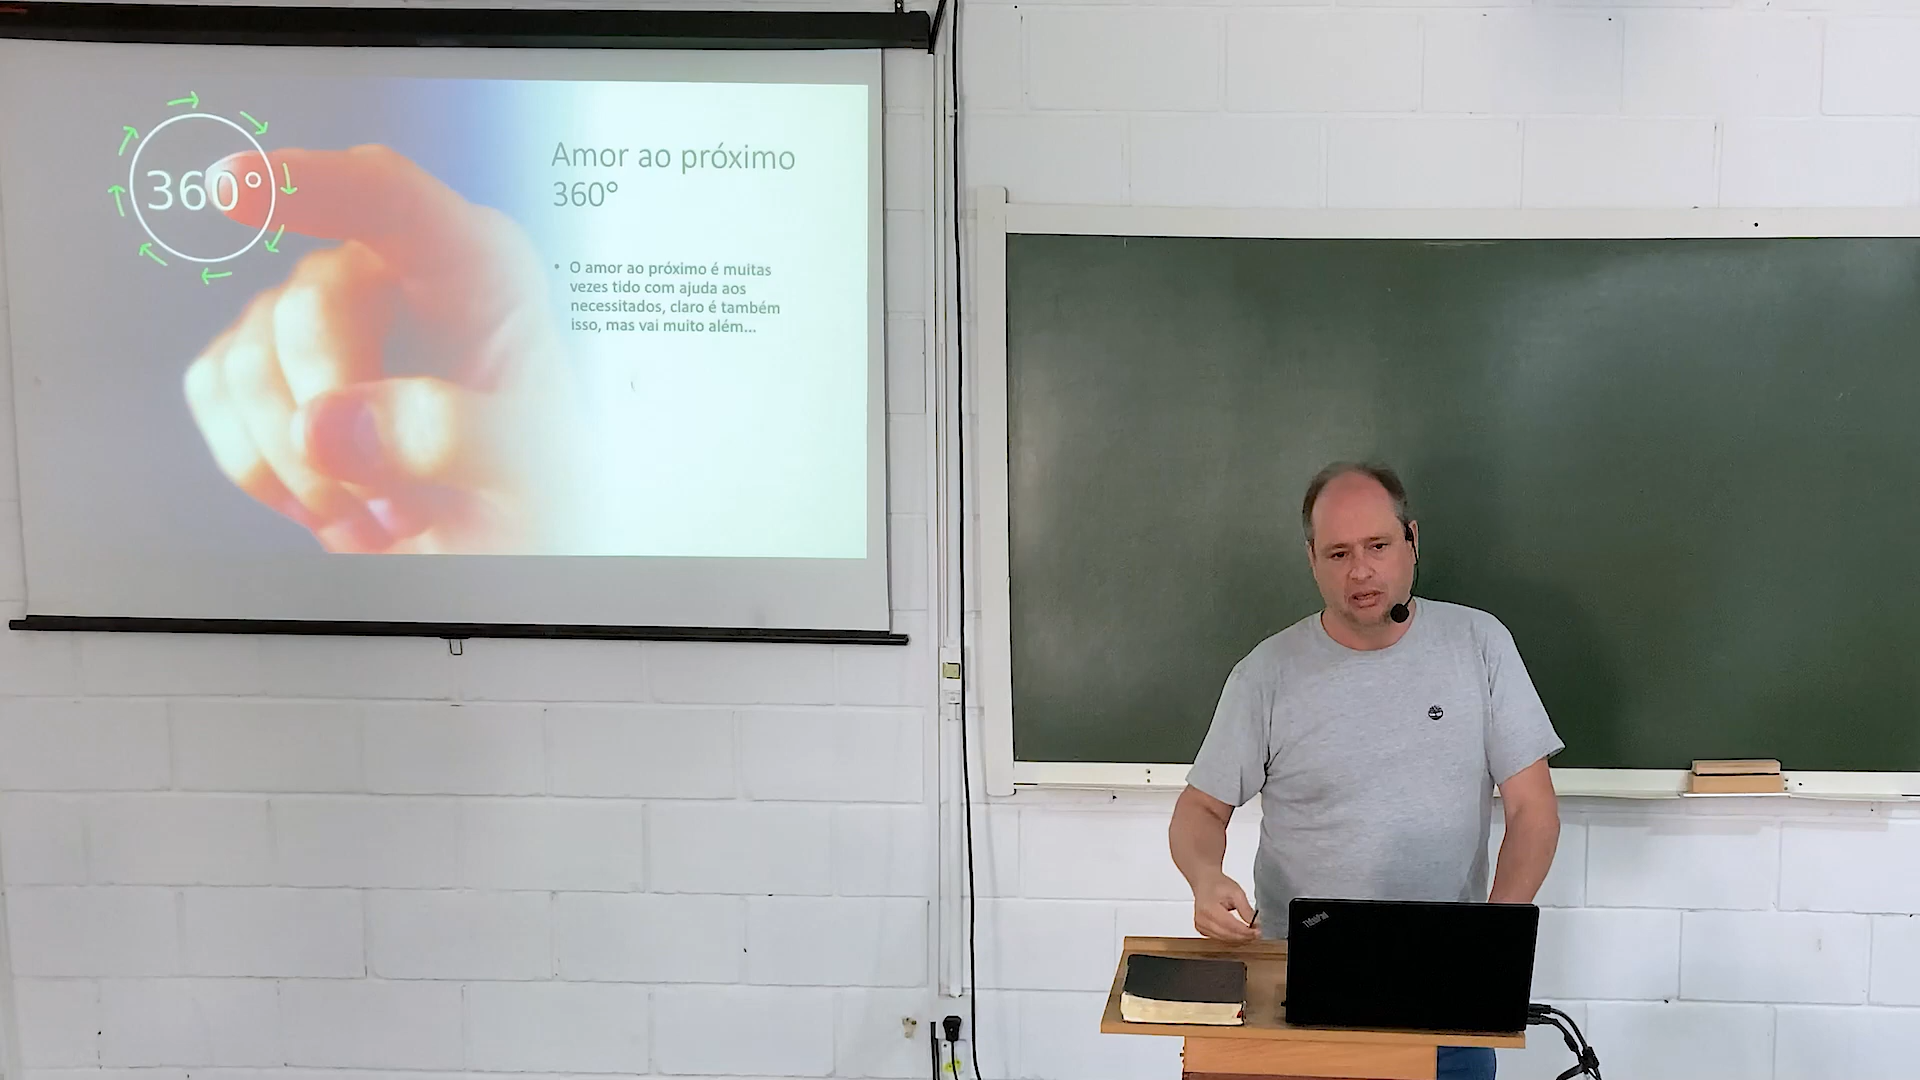 360°
Amor ao próximo
360°
• O amor ao próximo é muitas
vezes tido com ajuda aos
necessitados, claro é também
isso, mas vai muito além...
ThinkPad